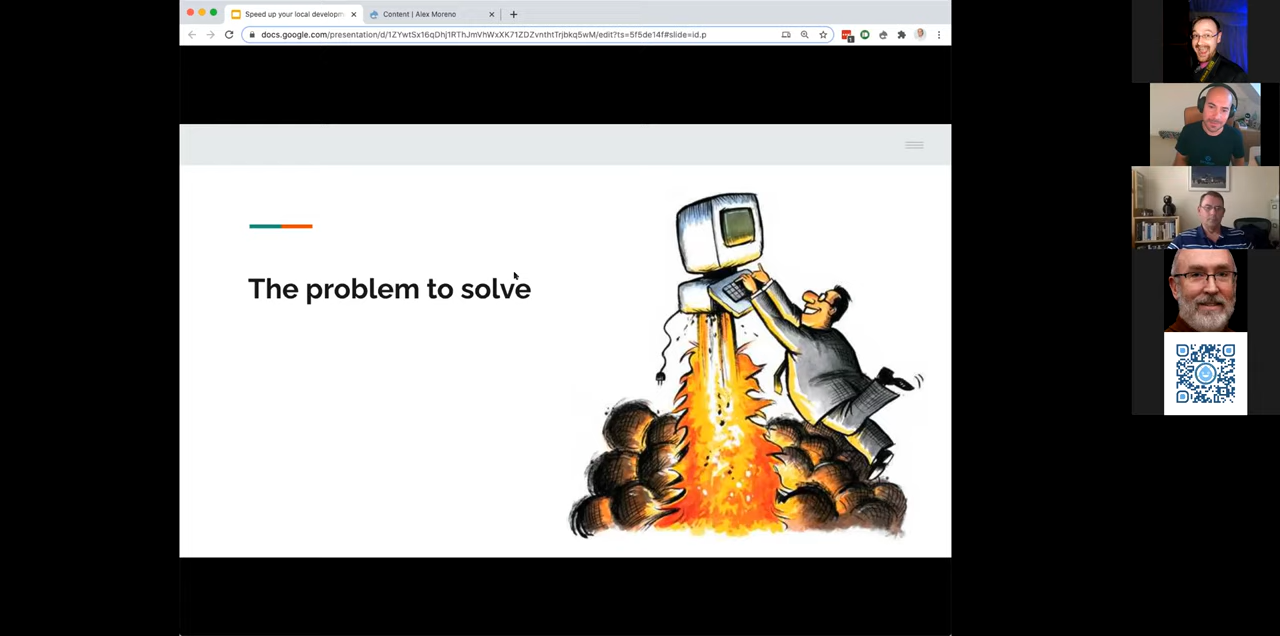 Speed up your local developm
Content | Alex Moreno
docs.google.com/presentation/d/1ZYwtSx16qDhj1RThJmVhWxXK71ZDZvnthtTrjbkq5wM/edit?ts=5f5de14f#slide=id.p
The problem to solve